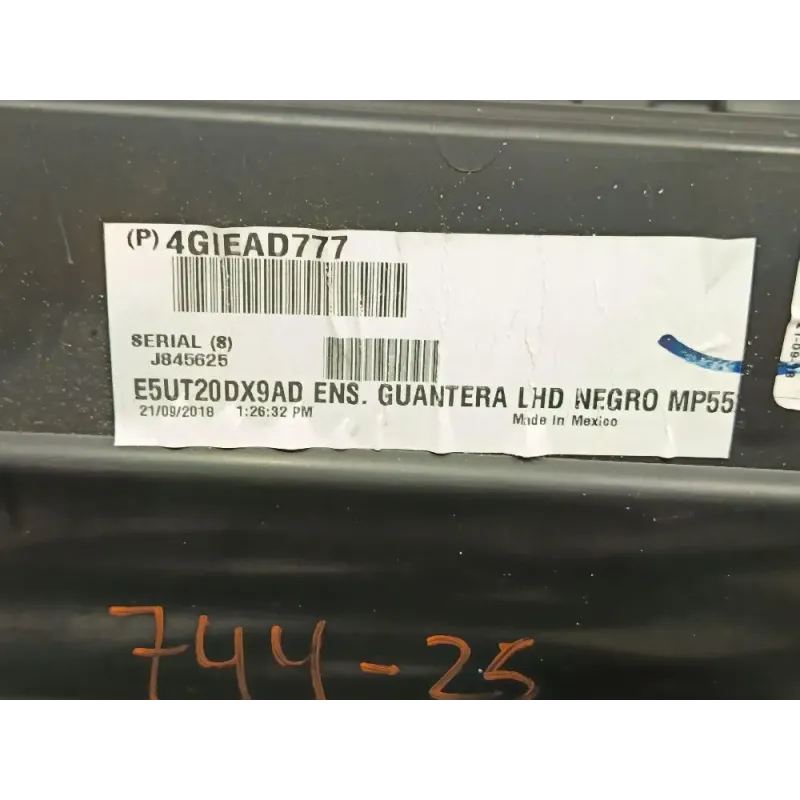 (P) 4GIEAD777
SERIAL (8)
J845625
E5UT20DX9AD ENS. GUANTERA LHD NEGRO MP55
21/09/2018 1:26:32 PM
Made In Mexico
744-25